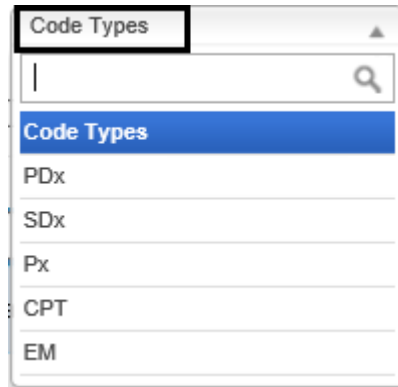 Code Types
Code Types
PDx
SDx
Px
CPT
EM